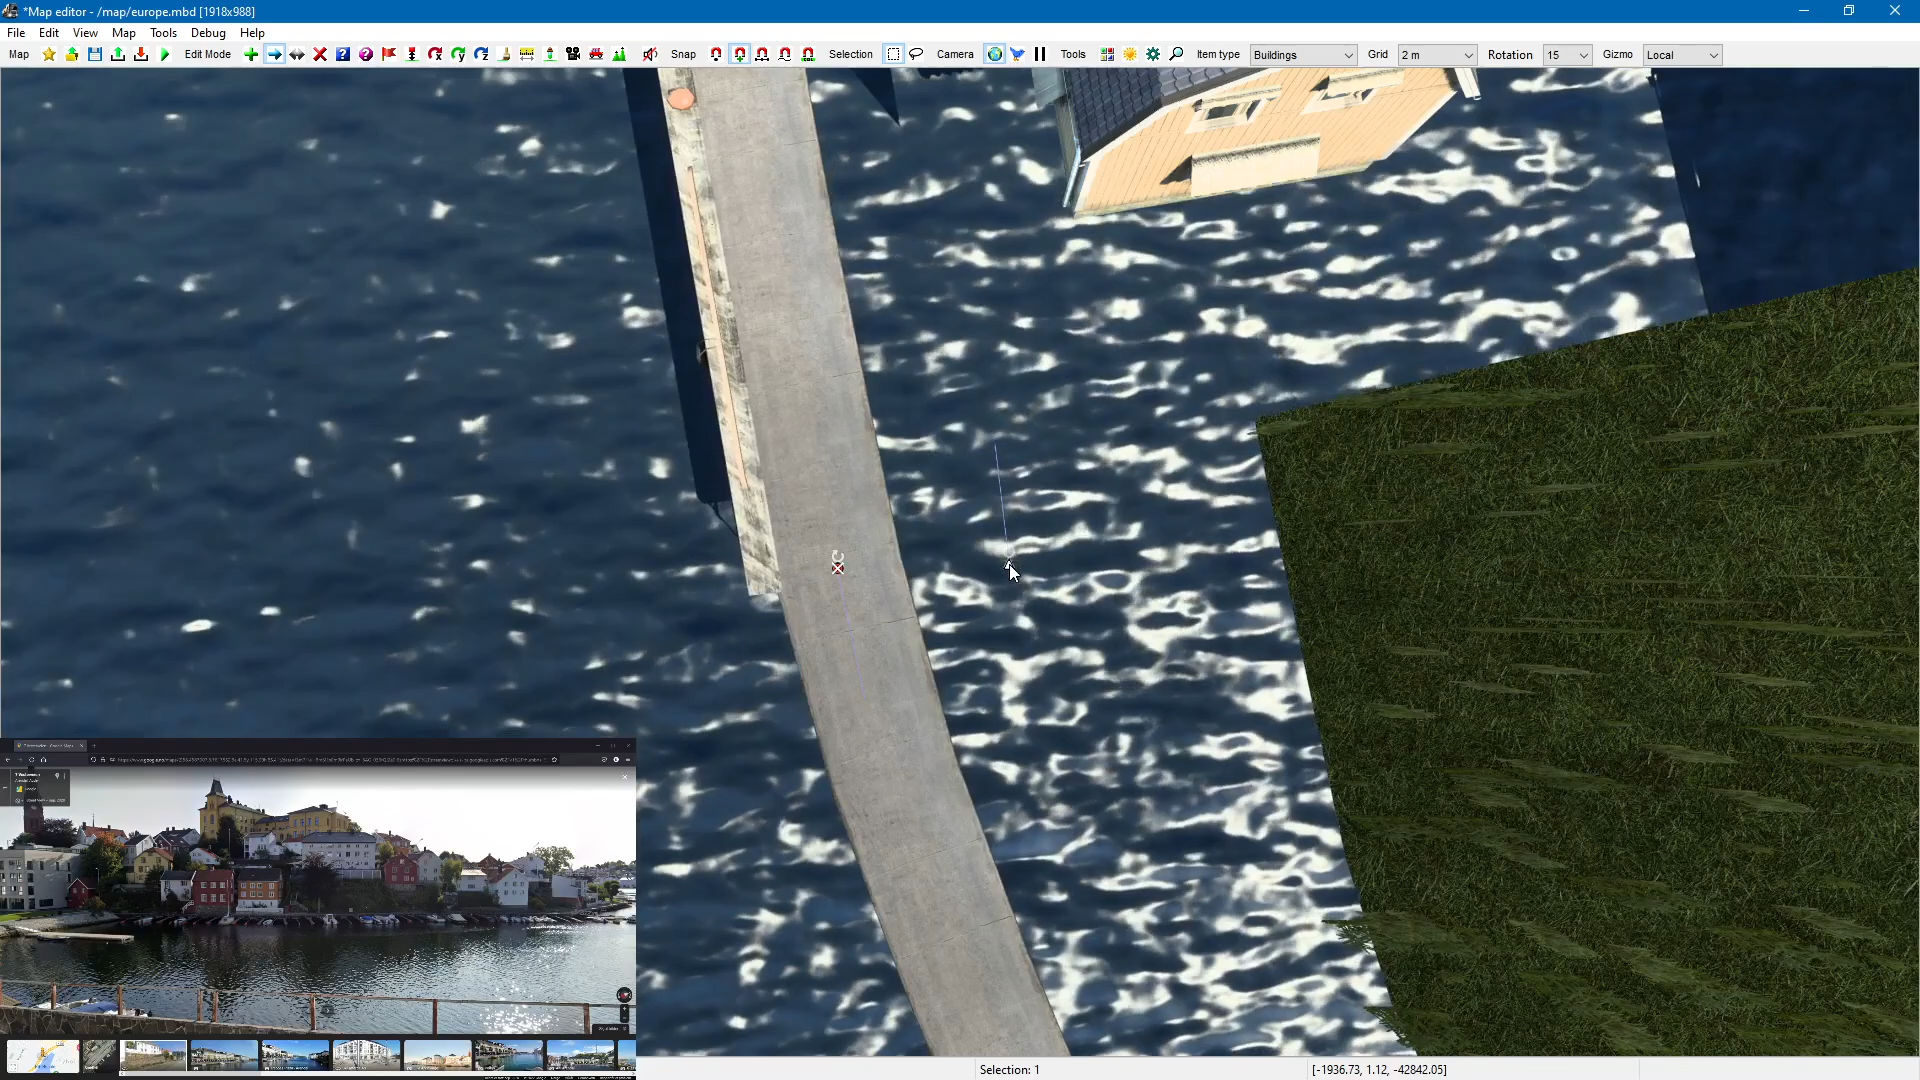 *Map editor - /map/europe.mbd [1918x988]
File Edit View Map Tools Debug Help
Map Edit Mode Snap Selection Camera Tools Item type Buildings Grid 2 m Rotation 15 Gizmo Local
Selection: 1 [-1936.73, 1.12, -42842.05]